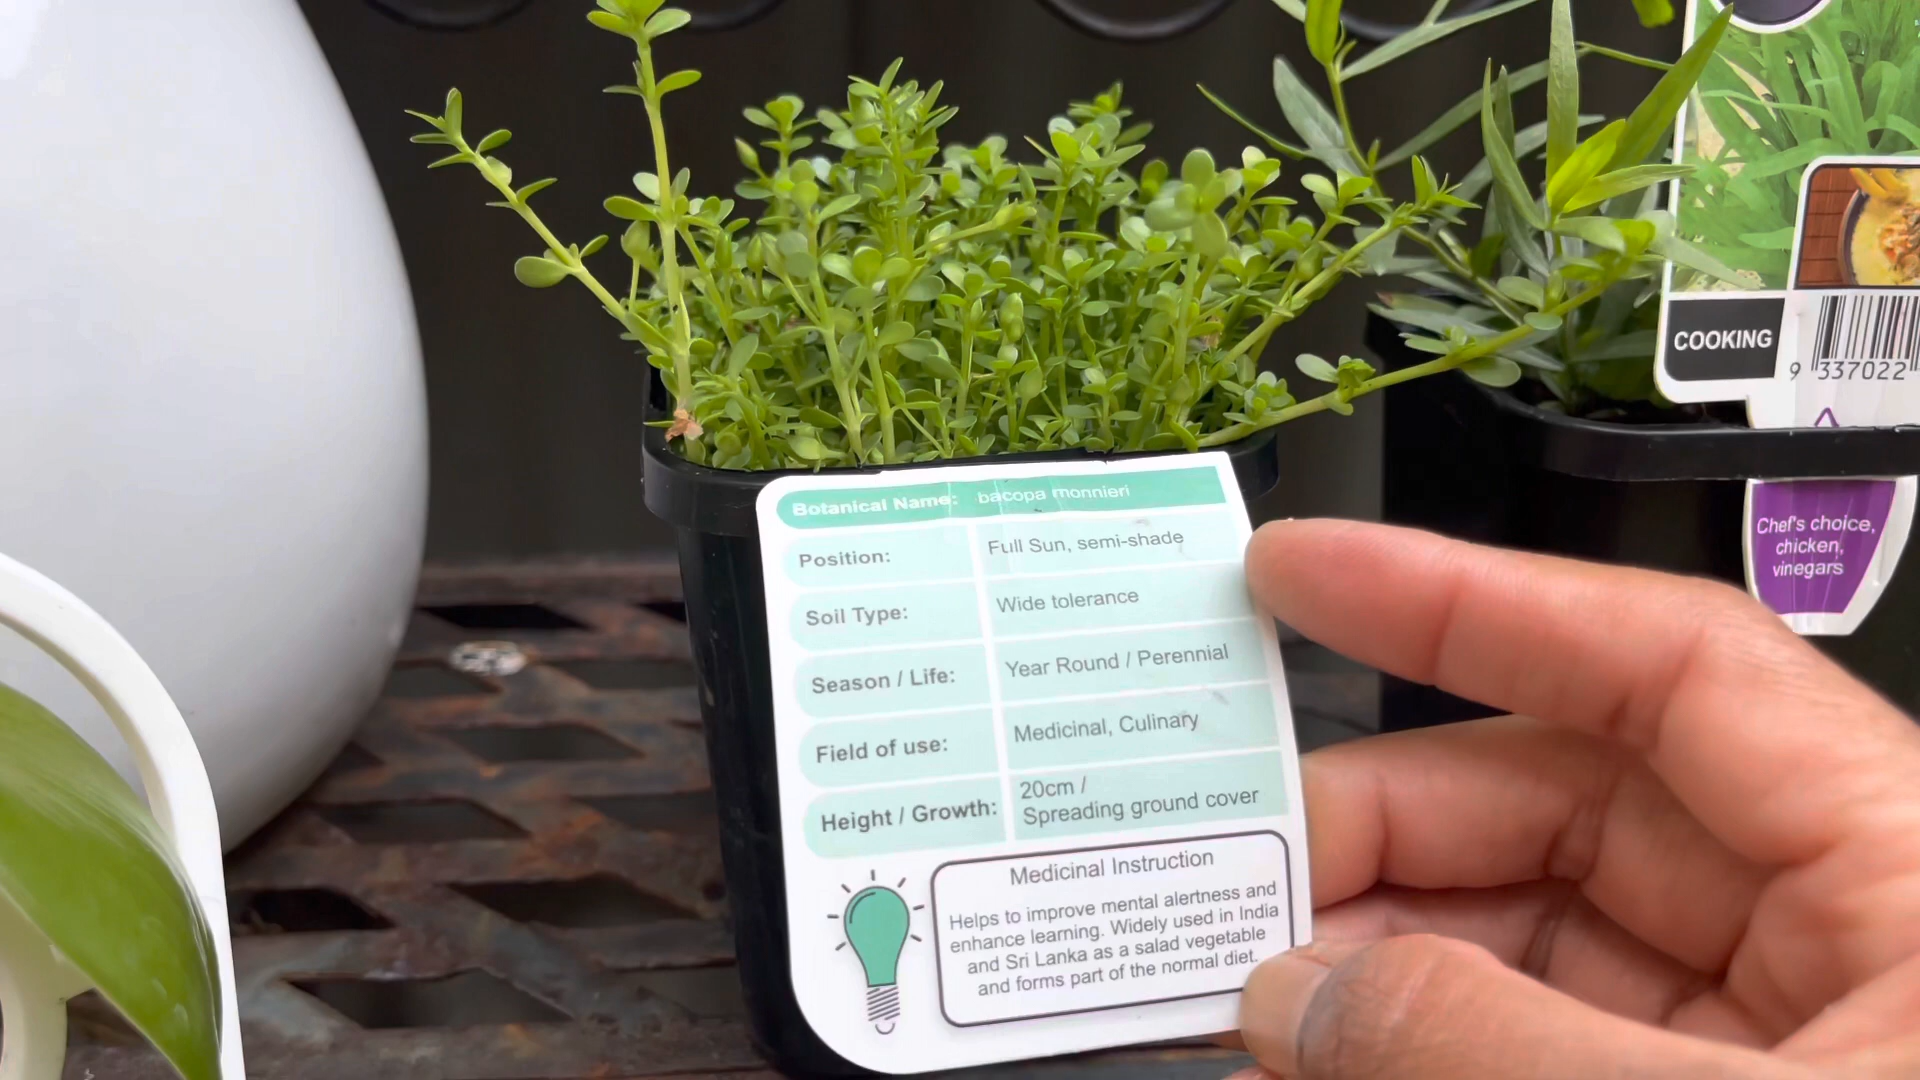 Botanical Name: bacopa monnieri
Position: Full Sun, semi-shade
Soil Type: Wide tolerance
Season / Life: Year Round / Perennial
Field of use: Medicinal, Culinary
Height / Growth: 20cm /
Spreading ground cover
Medicinal Instruction
Helps to improve mental alertness and
enhance learning. Widely used in India
and Sri Lanka as a salad vegetable
and forms part of the normal diet.
COOKING
9 337022
Chef's choice,
chicken,
vinegars